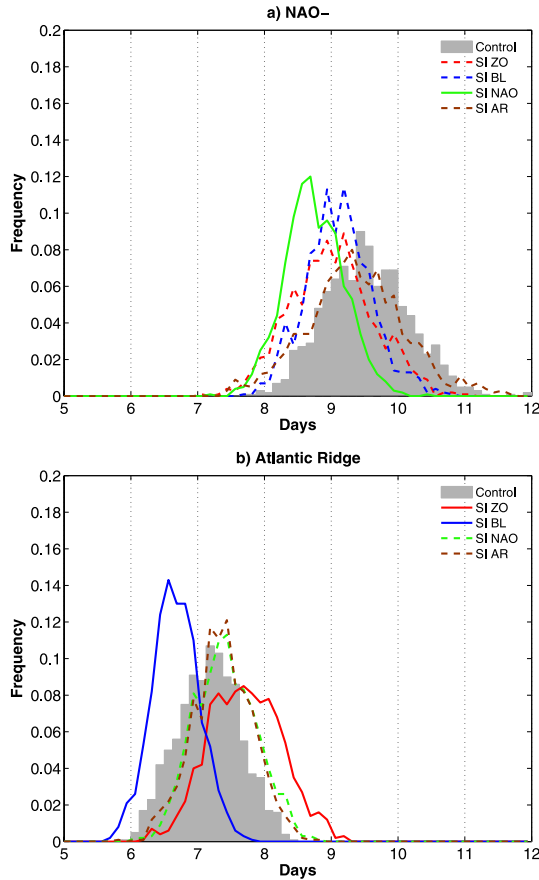 a) NAO−
0.2
0.18
0.16
0.14
0.12
0.1
0.08
0.06
0.04
0.02
0
Frequency
Control
SI ZO
SI BL
SI NAO
SI AR
5 6 7 8 9 10 11 12
Days
b) Atlantic Ridge
0.2
0.18
0.16
0.14
0.12
0.1
0.08
0.06
0.04
0.02
0
Frequency
Control
SI ZO
SI BL
SI NAO
SI AR
5 6 7 8 9 10 11 12
Days